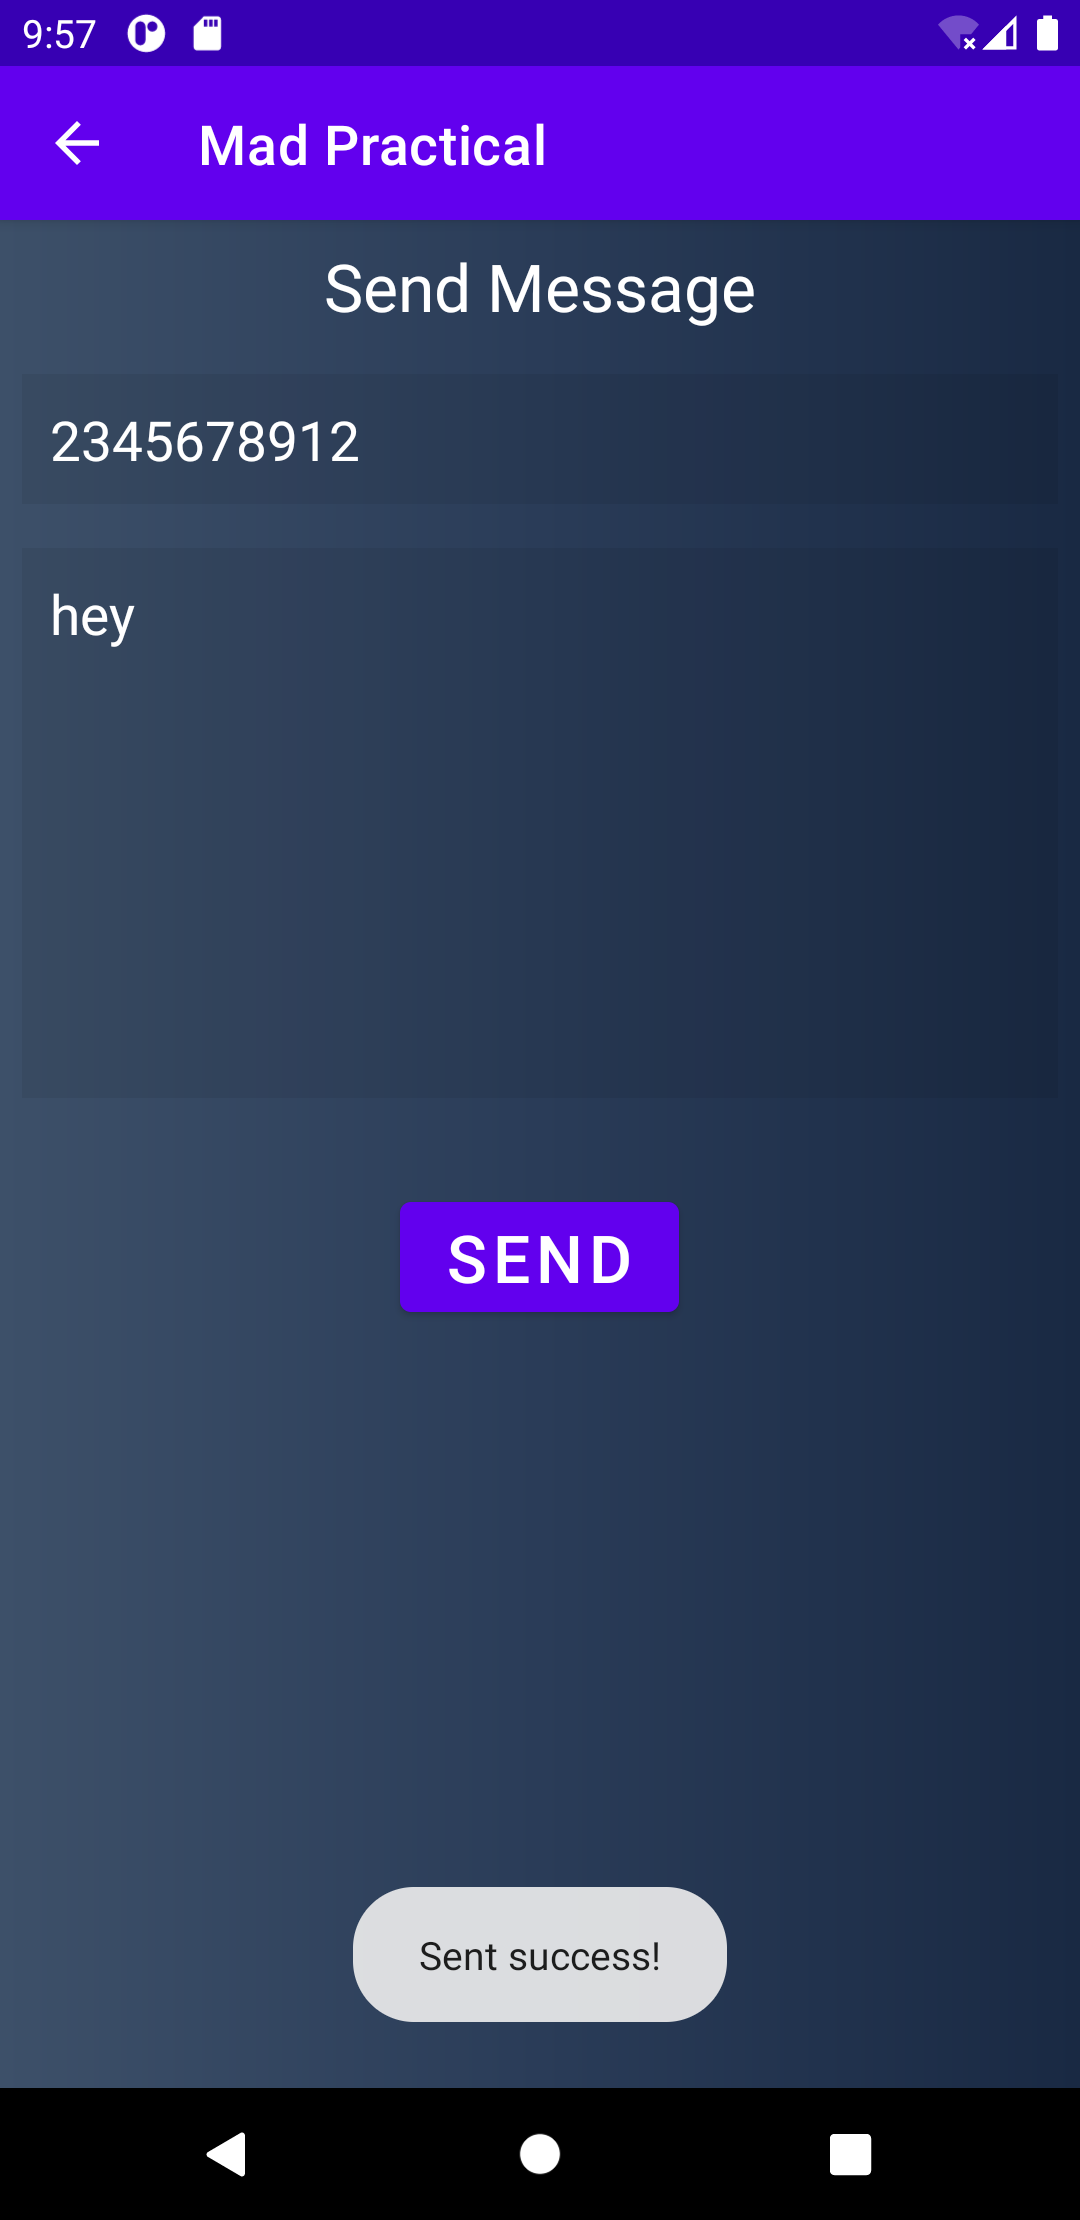 9:57
Mad Practical
Send Message
2345678912
hey
SEND
Sent success!